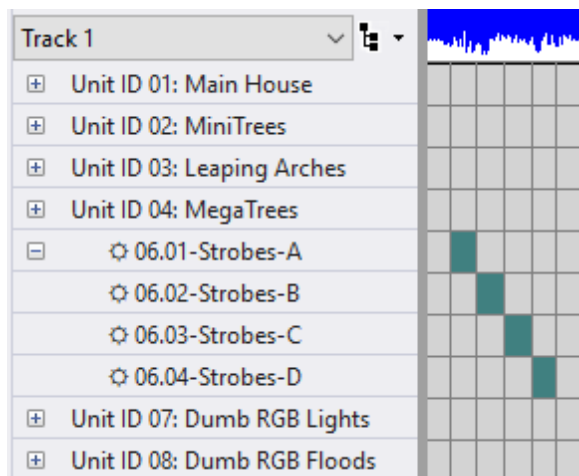 Track 1
Unit ID 01: Main House
Unit ID 02: MiniTrees
Unit ID 03: Leaping Arches
Unit ID 04: MegaTrees
06.01-Strobes-A
06.02-Strobes-B
06.03-Strobes-C
06.04-Strobes-D
Unit ID 07: Dumb RGB Lights
Unit ID 08: Dumb RGB Floods